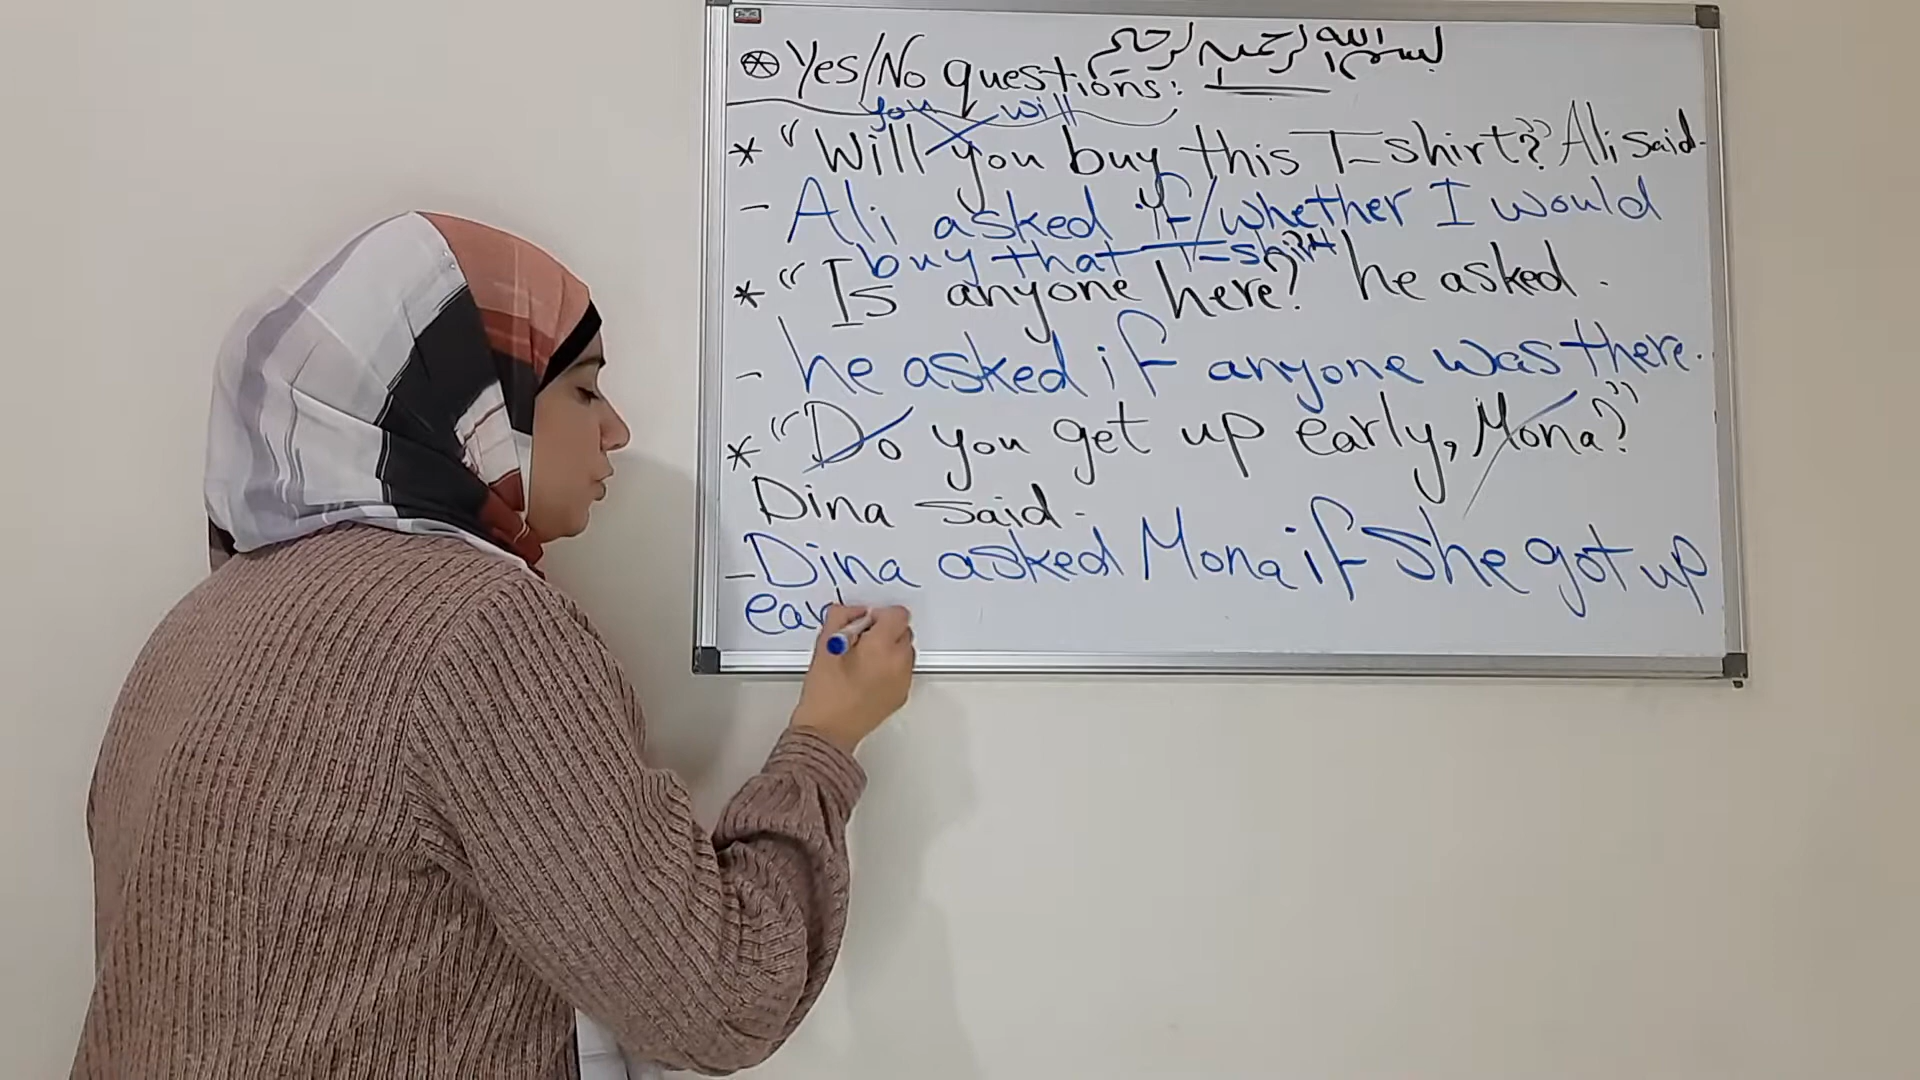 بسم الله الرحمن الرحيم
⊛ Yes/No questions:
you will
* "Will you buy this T-shirt?" Ali said.
- Ali asked if/whether I would
buy that T-shirt
* "Is anyone here?" he asked.
- he asked if anyone was there.
* "Do you get up early, Mona?"
Dina said.
- Dina asked Mona if she got up
ear